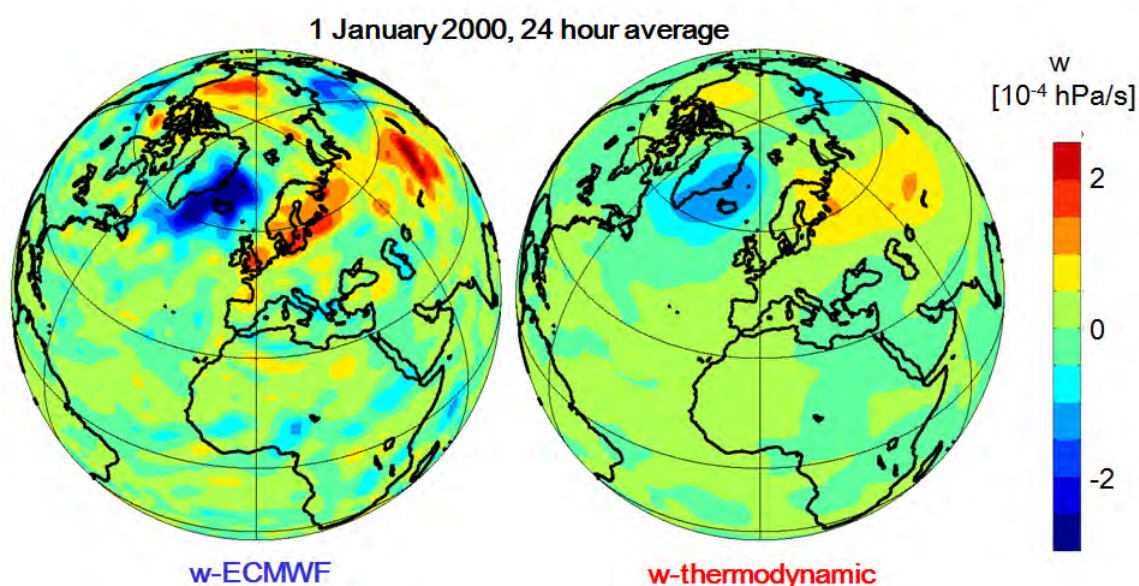 1 January 2000, 24 hour average
w
[10⁻⁴ hPa/s]
2
0
-2
w-ECMWF
w-thermodynamic